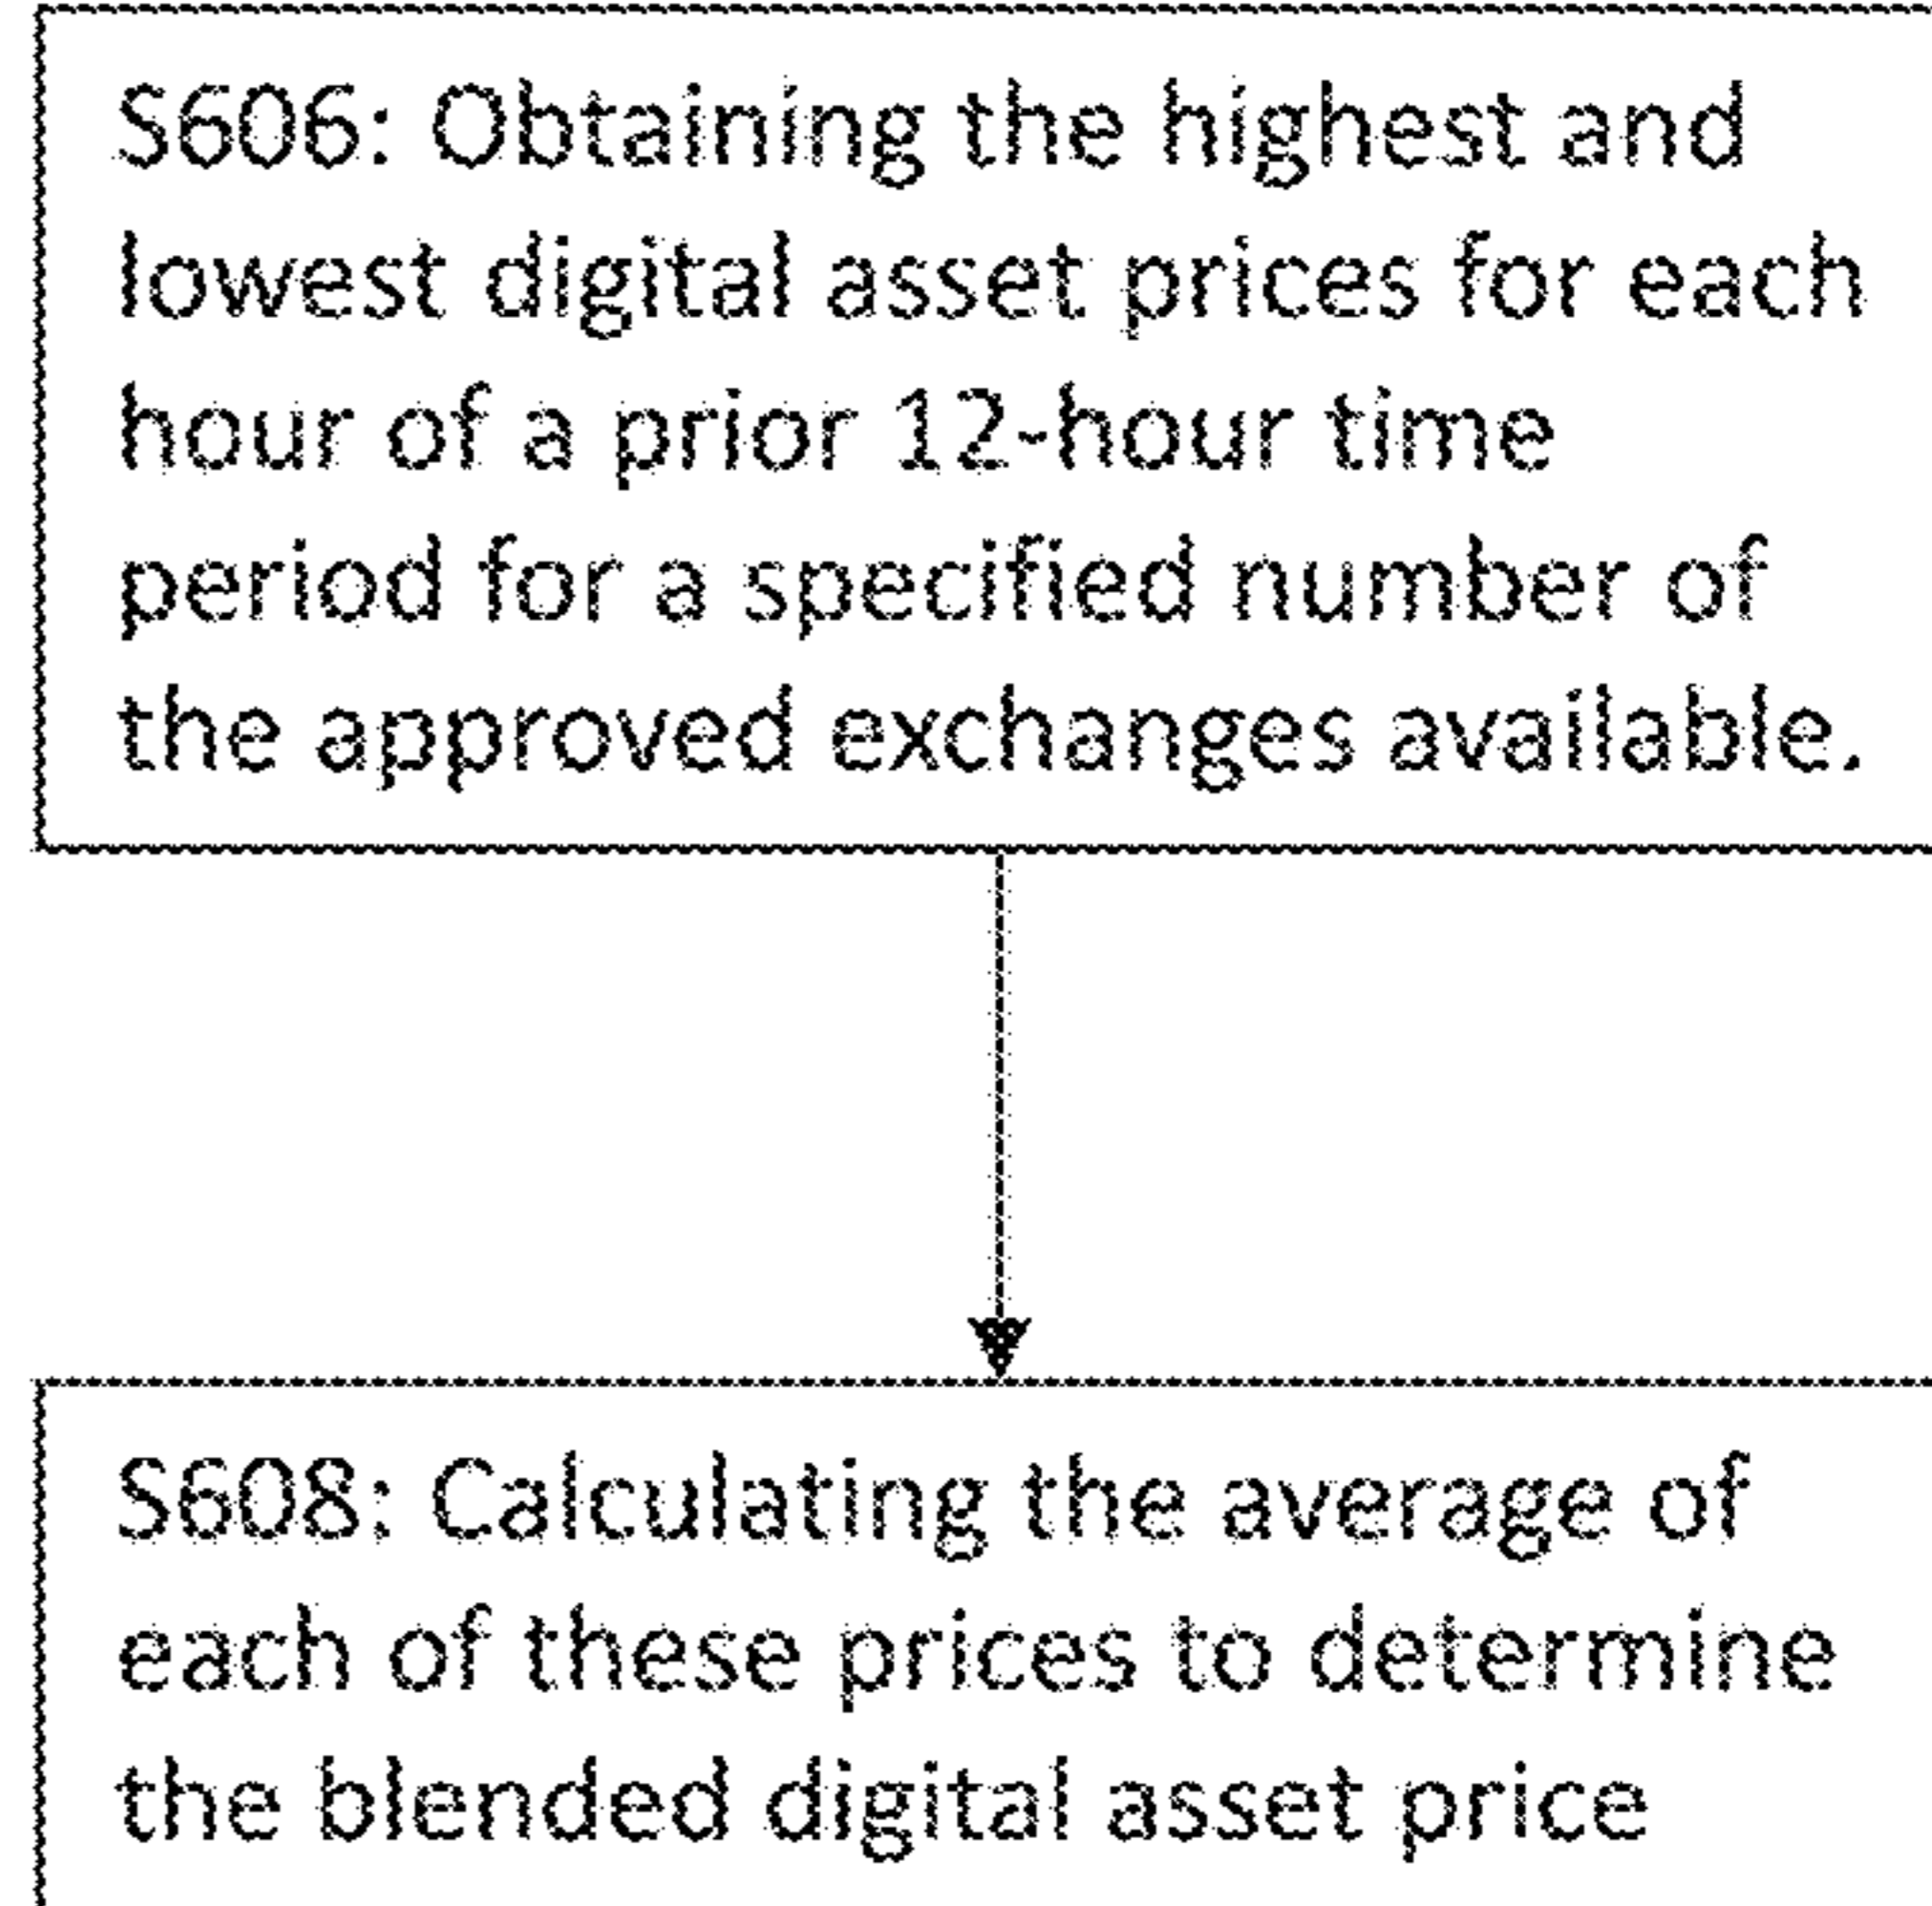 S606: Obtaining the highest and
lowest digital asset prices for each
hour of a prior 12-hour time
period for a specified number of
the approved exchanges available.
S608: Calculating the average of
each of these prices to determine
the blended digital asset price